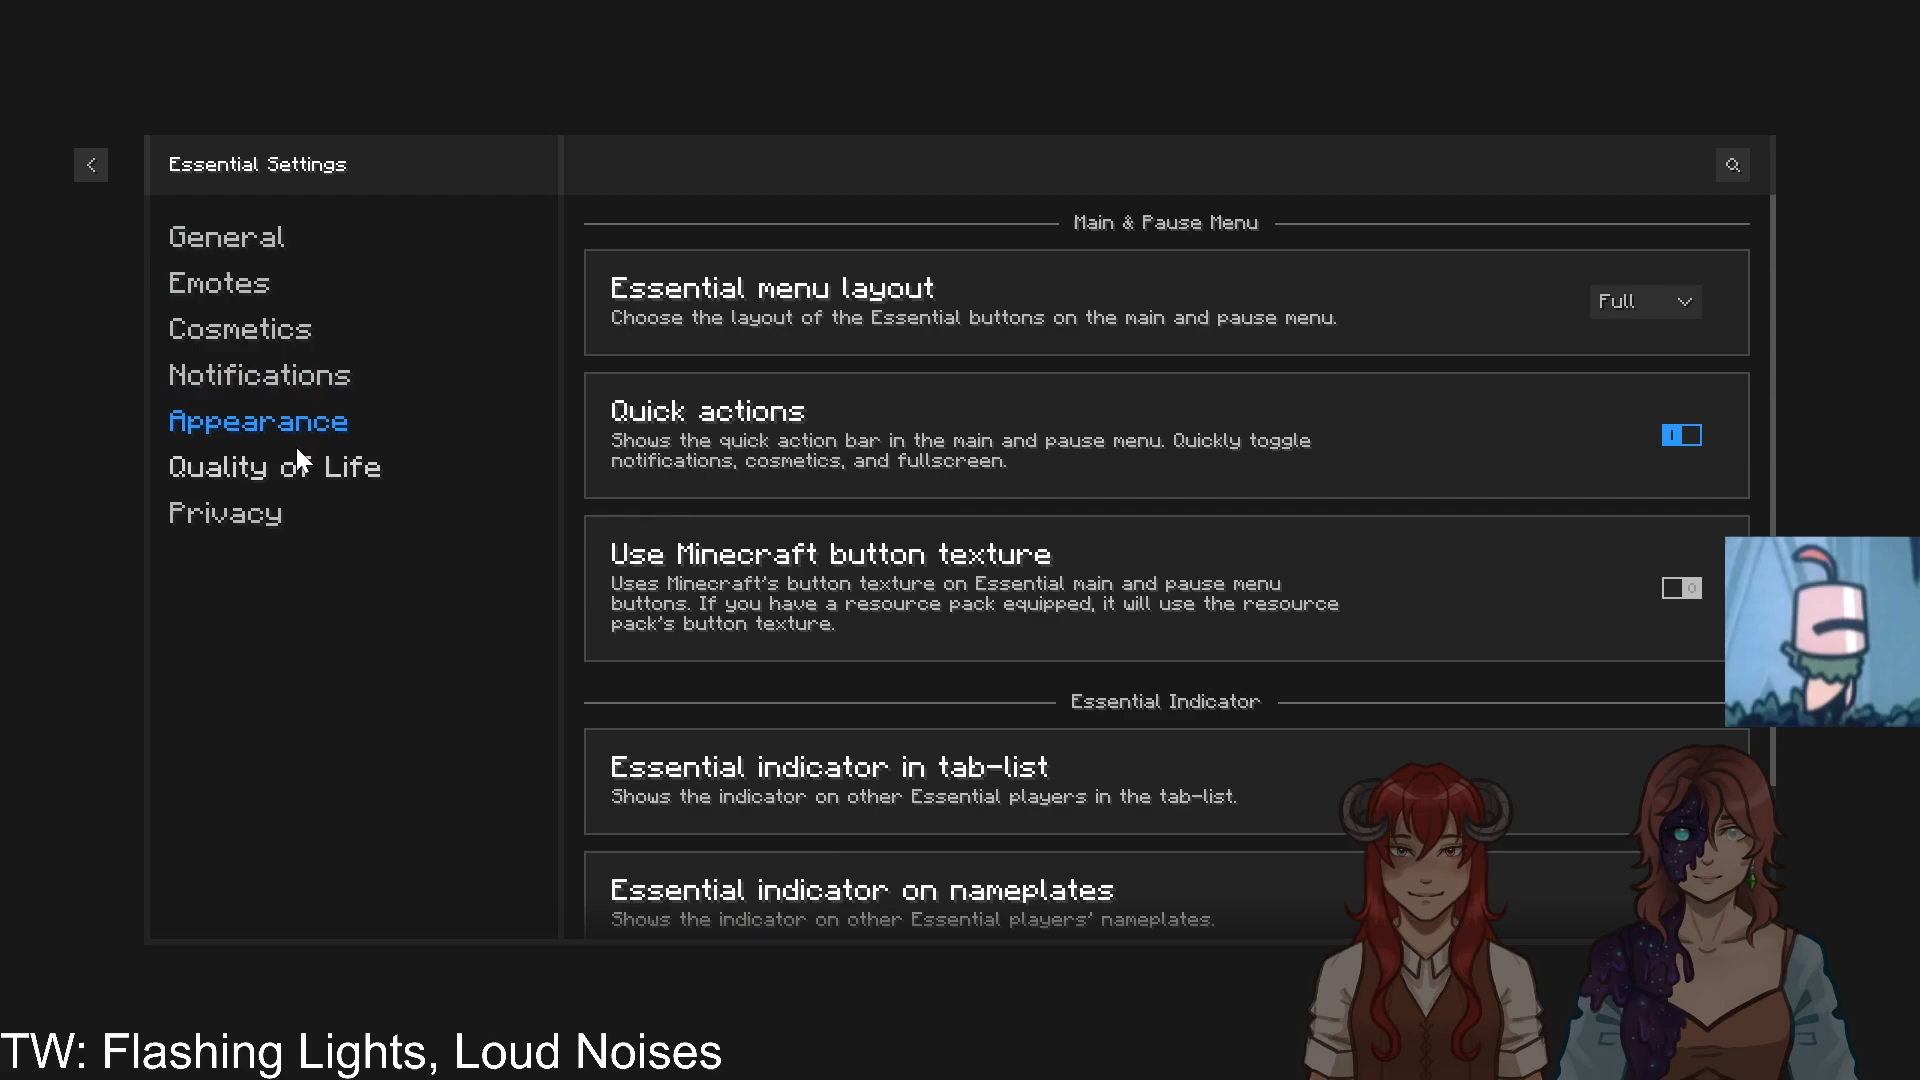 Essential Settings
General
Emotes
Cosmetics
Notifications
Appearance
Quality of Life
Privacy
Main & Pause Menu
Essential menu layout
Choose the layout of the Essential buttons on the main and pause menu.
Full
Quick actions
Shows the quick action bar in the main and pause menu. Quickly toggle
notifications, cosmetics, and fullscreen.
Use Minecraft button texture
Uses Minecraft's button texture on Essential main and pause menu
buttons. If you have a resource pack equipped, it will use the resource
pack's button texture.
Essential Indicator
Essential indicator in tab-list
Shows the indicator on other Essential players in the tab-list.
Essential indicator on nameplates
Shows the indicator on other Essential players' nameplates.
TW: Flashing Lights, Loud Noises